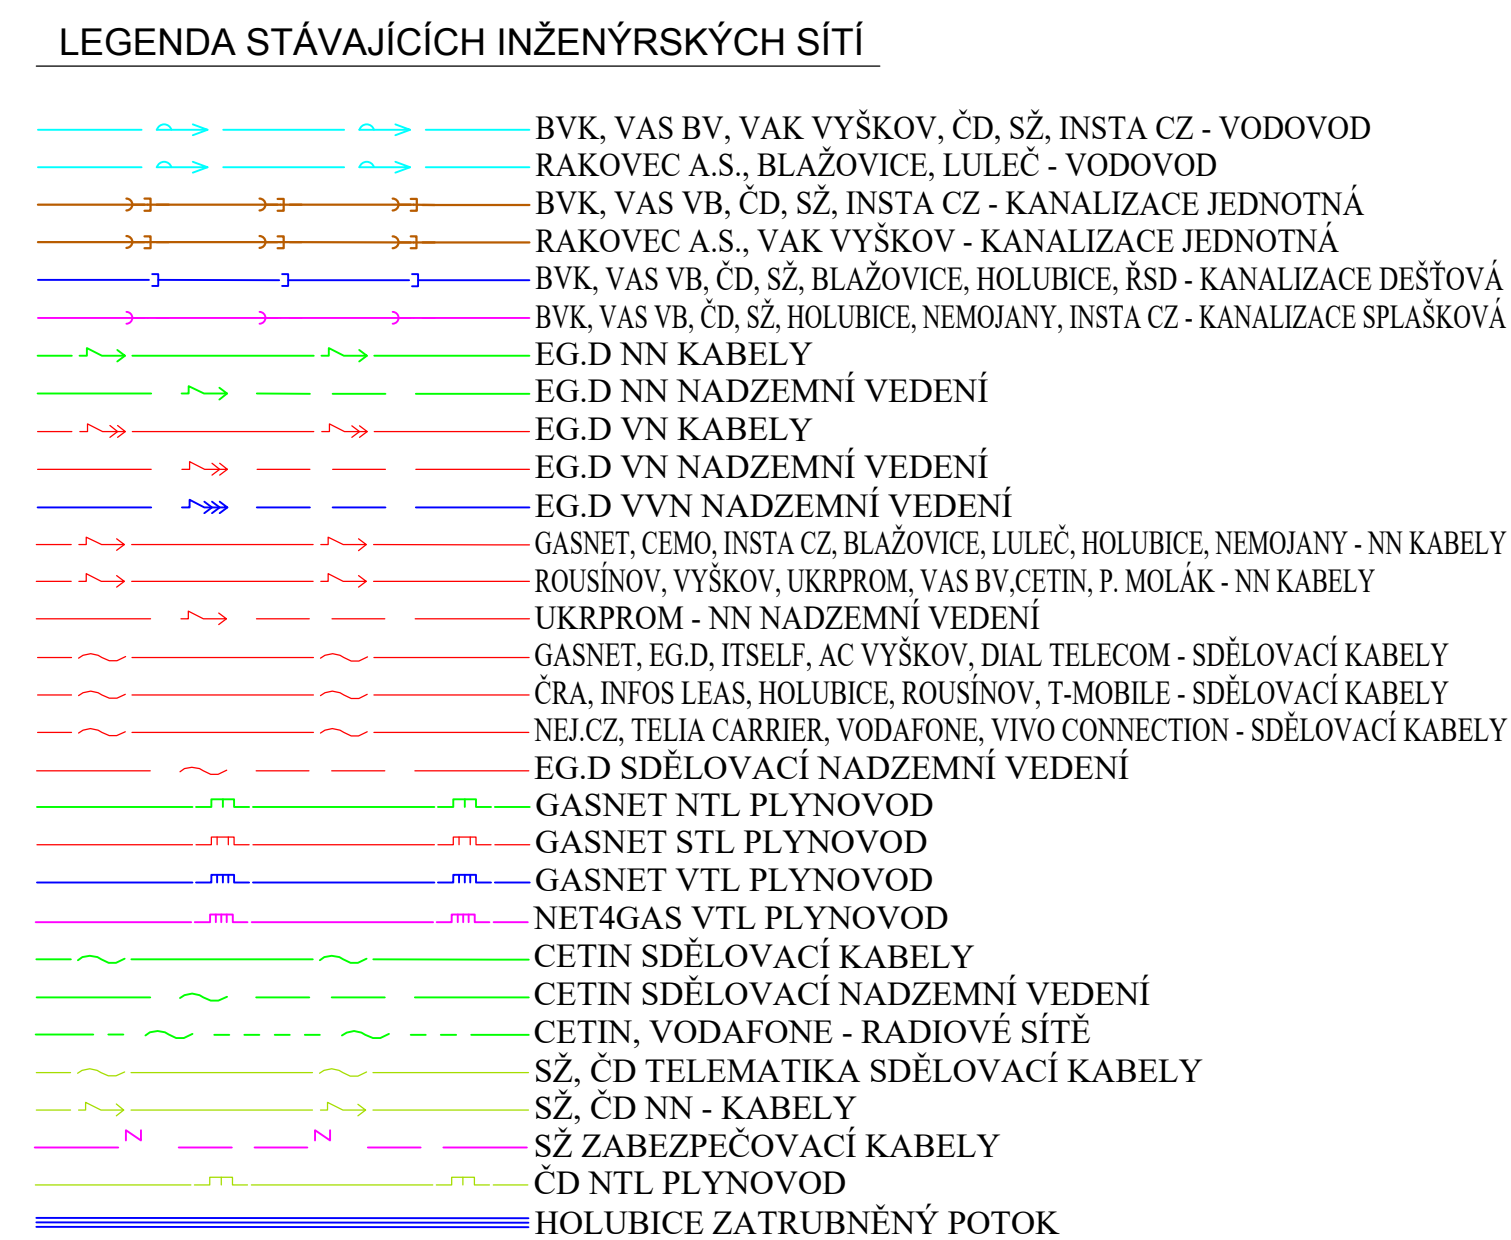 LEGENDA STÁVAJÍCÍCH INŽENÝRSKÝCH SÍTÍ
BVK, VAS BV, VAK VYŠKOV, ČD, SŽ, INSTA CZ - VODOVOD
RAKOVEC A.S., BLAŽOVICE, LULEČ - VODOVOD
BVK, VAS VB, ČD, SŽ, INSTA CZ - KANALIZACE JEDNOTNÁ
RAKOVEC A.S., VAK VYŠKOV - KANALIZACE JEDNOTNÁ
BVK, VAS VB, ČD, SŽ, BLAŽOVICE, HOLUBICE, ŘSD - KANALIZACE DEŠŤOVÁ
BVK, VAS VB, ČD, SŽ, HOLUBICE, NEMOJANY, INSTA CZ - KANALIZACE SPLAŠKOVÁ
EG.D NN KABELY
EG.D NN NADZEMNÍ VEDENÍ
EG.D VN KABELY
EG.D VN NADZEMNÍ VEDENÍ
EG.D VVN NADZEMNÍ VEDENÍ
GASNET, CEMO, INSTA CZ, BLAŽOVICE, LULEČ, HOLUBICE, NEMOJANY - NN KABELY
ROUSÍNOV, VYŠKOV, UKRPROM, VAS BV,CETIN, P. MOLÁK - NN KABELY
UKRPROM - NN NADZEMNÍ VEDENÍ
GASNET, EG.D, ITSELF, AC VYŠKOV, DIAL TELECOM - SDĚLOVACÍ KABELY
ČRA, INFOS LEAS, HOLUBICE, ROUSÍNOV, T-MOBILE - SDĚLOVACÍ KABELY
NEJ.CZ, TELIA CARRIER, VODAFONE, VIVO CONNECTION - SDĚLOVACÍ KABELY
EG.D SDĚLOVACÍ NADZEMNÍ VEDENÍ
GASNET NTL PLYNOVOD
GASNET STL PLYNOVOD
GASNET VTL PLYNOVOD
NET4GAS VTL PLYNOVOD
CETIN SDĚLOVACÍ KABELY
CETIN SDĚLOVACÍ NADZEMNÍ VEDENÍ
CETIN, VODAFONE - RADIOVÉ SÍTĚ
SŽ, ČD TELEMATIKA SDĚLOVACÍ KABELY
SŽ, ČD NN - KABELY
SŽ ZABEZPEČOVACÍ KABELY
ČD NTL PLYNOVOD
HOLUBICE ZATRUBNĚNÝ POTOK